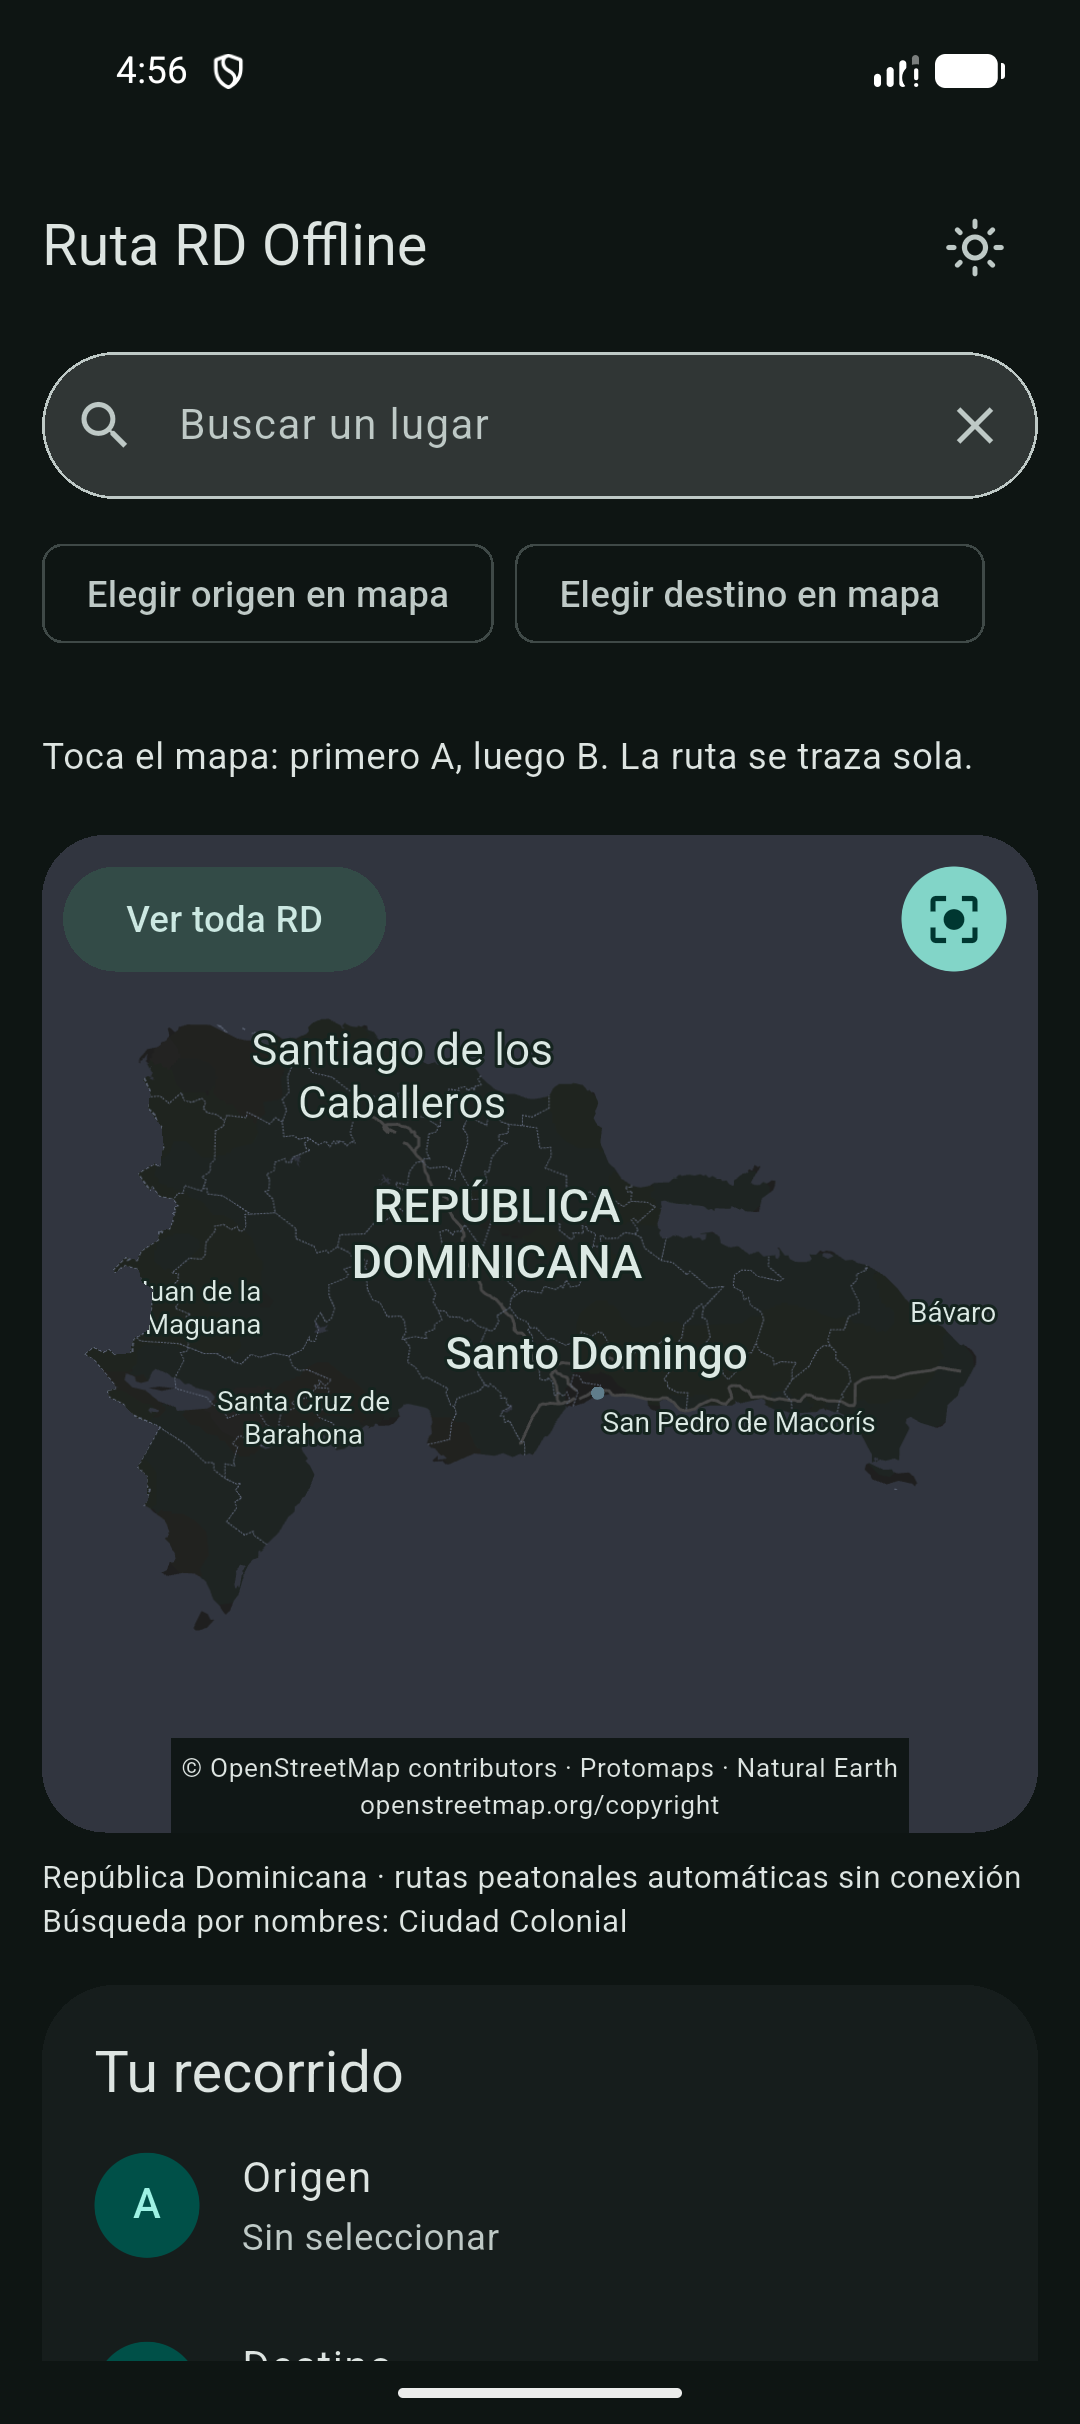 4:56
Ruta RD Offline
Buscar un lugar
Elegir origen en mapa
Elegir destino en mapa
Toca el mapa: primero A, luego B. La ruta se traza sola.
Ver toda RD
Santiago de los
Caballeros
REPÚBLICA
DOMINICANA
uan de la
Maguana
Bávaro
Santo Domingo
Santa Cruz de
Barahona
San Pedro de Macorís
© OpenStreetMap contributors · Protomaps · Natural Earth
openstreetmap.org/copyright
República Dominicana · rutas peatonales automáticas sin conexión
Búsqueda por nombres: Ciudad Colonial
Tu recorrido
A
Origen
Sin seleccionar